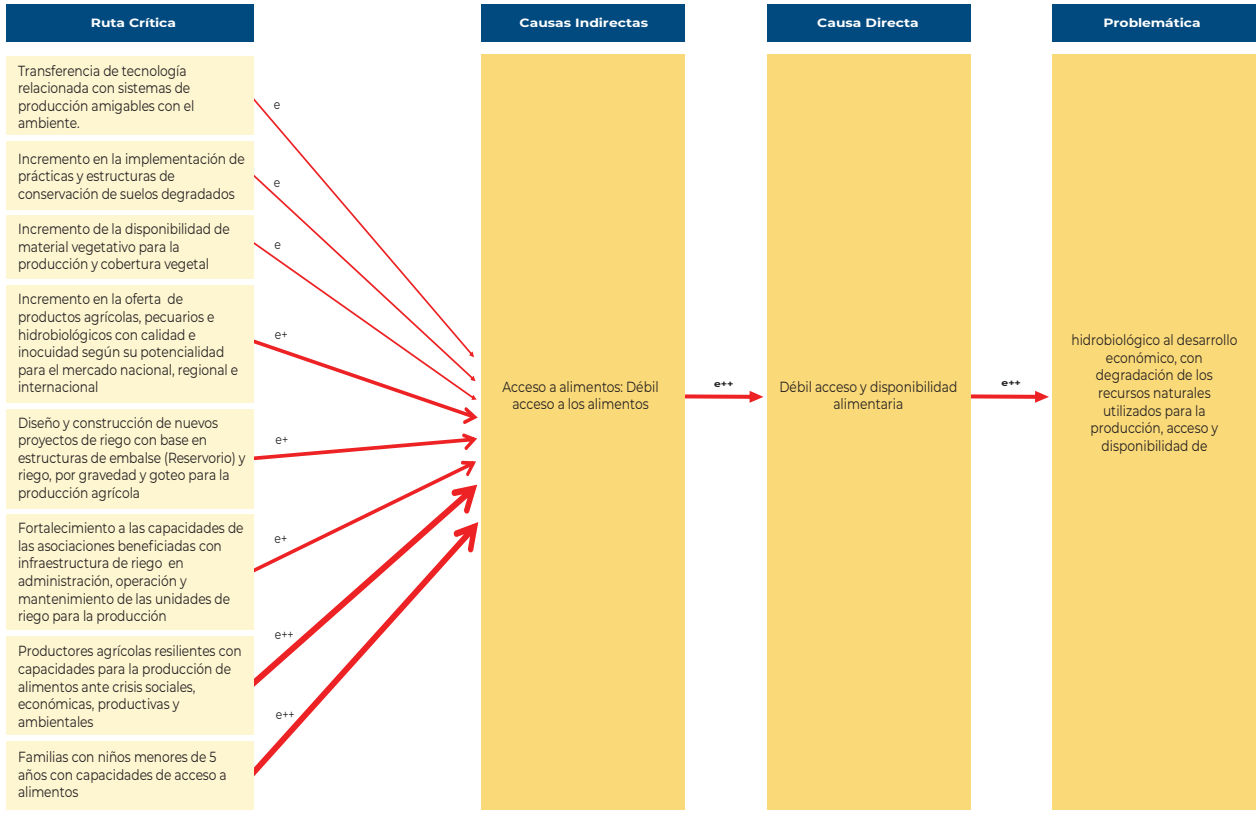 Ruta Crítica
Causas Indirectas
Causa Directa
Problemática
Transferencia de tecnología
relacionada con sistemas de
producción amigables con el
ambiente.
e
Incremento en la implementación de
prácticas y estructuras de
conservación de suelos degradados
e
Incremento de la disponibilidad de
material vegetativo para la
producción y cobertura vegetal
e
Incremento en la oferta de
productos agrícolas, pecuarios e
hidrobiológicos con calidad e
inocuidad según su potencialidad
para el mercado nacional, regional e
internacional
e+
Diseño y construcción de nuevos
proyectos de riego con base en
estructuras de embalse (Reservorio) y
riego, por gravedad y goteo para la
producción agrícola
e+
Fortalecimiento a las capacidades de
las asociaciones beneficiadas con
infraestructura de riego en
administración, operación y
mantenimiento de las unidades de
riego para la producción
e+
Productores agrícolas resilientes con
capacidades para la producción de
alimentos ante crisis sociales,
económicas, productivas y
ambientales
e++
Familias con niños menores de 5
años con capacidades de acceso a
alimentos
e++
Acceso a alimentos: Débil
acceso a los alimentos
e++
Débil acceso y disponibilidad
alimentaria
e++
hidrobiológico al desarrollo
económico, con
degradación de los
recursos naturales
utilizados para la
producción, acceso y
disponibilidad de